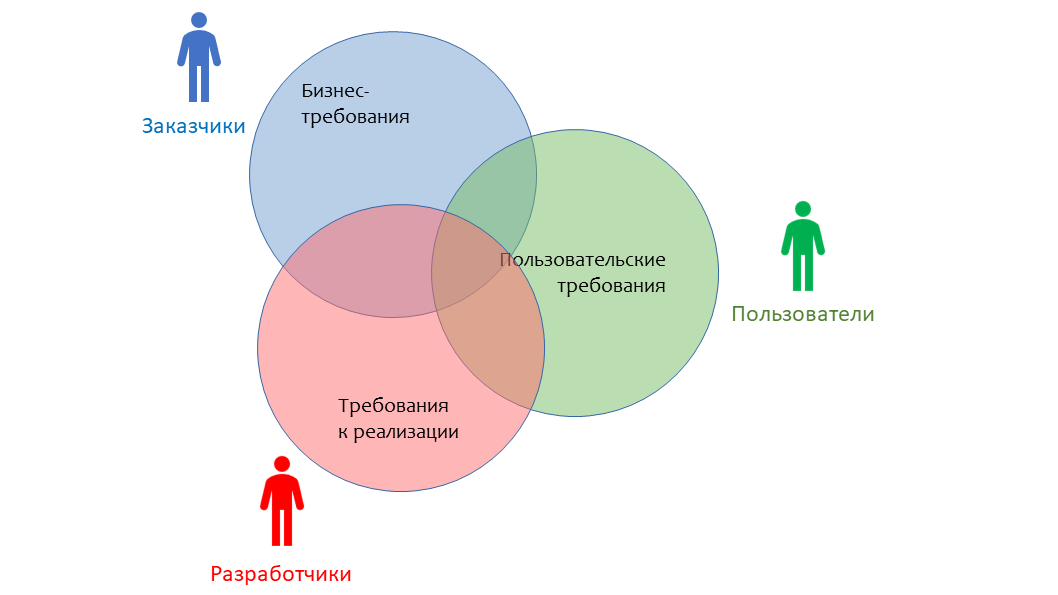 Бизнес-
требования
Заказчики
Пользовательские
требования
Пользователи
Требования
к реализации
Разработчики